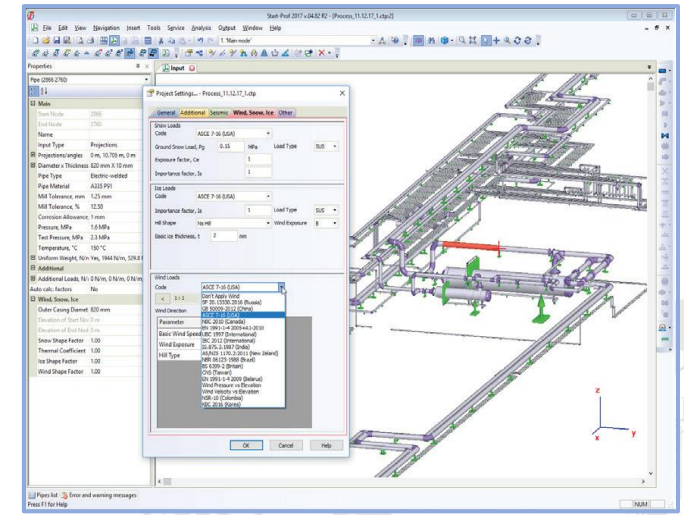 Start-Prof 2017 v.04.82 R2 - [Process_11.12.17_1.ctp2]
File Edit View Navigation Insert Tools Service Analysis Output Window Help
1. 'Main mode'
Properties
Input
Pipe (2866-2760)
Main
Start Node 2866
End Node 2760
Name
Input Type Projections
Projections/angles 0 m, 10.705 m, 0 m
Diameter x Thickness 820 mm X 10 mm
Pipe Type Electric-welded
Pipe Material A335 P91
Mill Tolerance, mm 1.25 mm
Mill Tolerance, % 12.50
Corrosion Allowance, 1 mm
Pressure, MPa 1.6 MPa
Test Pressure, MPa 2.3 MPa
Temperature, °C 150 °C
Uniform Weight, N/n Yes, 1944 N/m, 529.8
Additional
Additional Loads, N/ 0 N/m, 0 N/m, 0 N/m
Auto calc. factors No
Wind, Snow, Ice
Outer Casing Diamet 820 mm
Elevation of Start Noc 0 m
Elevation of End Nod 0 m
Snow Shape Factor 1.00
Thermal Coefficient 1.00
Ice Shape Factor 1.00
Wind Shape Factor 1.00
Project Settings... - Process_11.12.17_1.ctp
General Additional Seismic Wind, Snow, Ice Other
Snow Loads
Code ASCE 7-16 (USA)
Ground Snow Load, Pg 0.15 MPa Load Type SUS
Exposure factor, Ce 1
Importance factor, Is 1
Ice Loads
Code ASCE 7-16 (USA)
Importance factor, Is 1 Load Type SUS
Hill Shape No Hill Wind Exposure B
Basic ice thickness, t 2 mm
Wind Loads
Code ASCE 7-16 (USA)
< 1 : 1
Wind Direction
Parameter
Basic Wind Speed
Wind Exposure
Hill Type
Don't Apply Wind
SP 20.13330.2016 (Russia)
GB 50009-2012 (China)
ASCE 7-16 (USA)
NBC 2010 (Canada)
EN 1991-1-4 2005+A1-2010
UBC 1997 (International)
IBC 2012 (International)
IS.875.3.1987 (India)
AS/NZS 1170.2:2011 (New Zeland)
NBR 06123-1988 (Brazil)
BS 6399-2 (Britain)
CNS (Taiwan)
EN 1991-1-4 2009 (Belarus)
Wind Pressure vs Elevation
Wind Velocity vs Elevation
NSR-10 (Colombia)
KBC 2016 (Korea)
OK Cancel Help
z
x
y
Pipes list Error and warning messages
Press F1 for Help
NUM